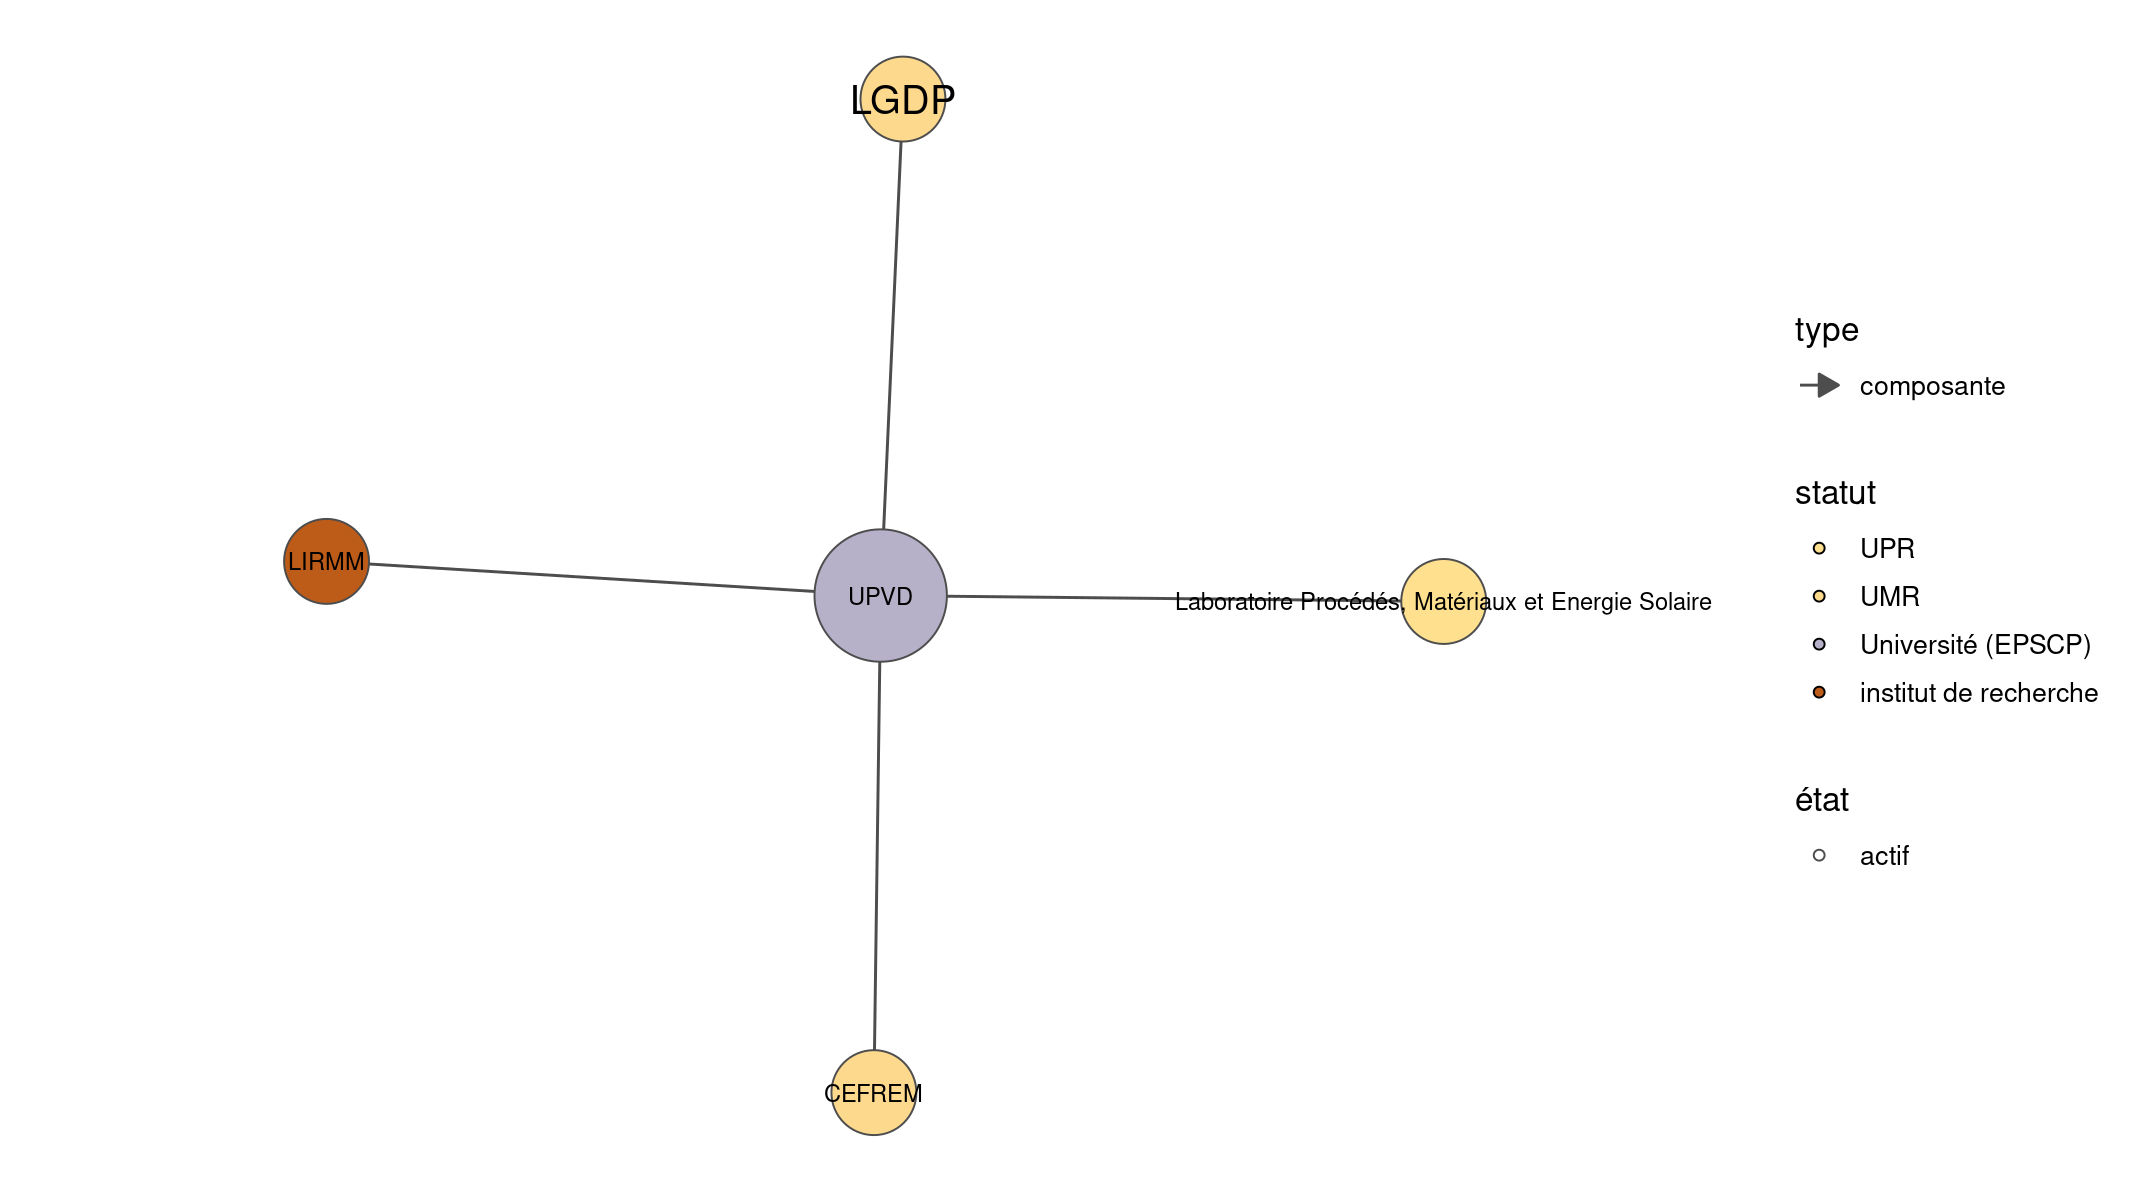 LGDP
LIRMM
UPVD
Laboratoire Procédés, Matériaux et Energie Solaire
CEFREM
type
composante
statut
UPR
UMR
Université (EPSCP)
institut de recherche
état
actif